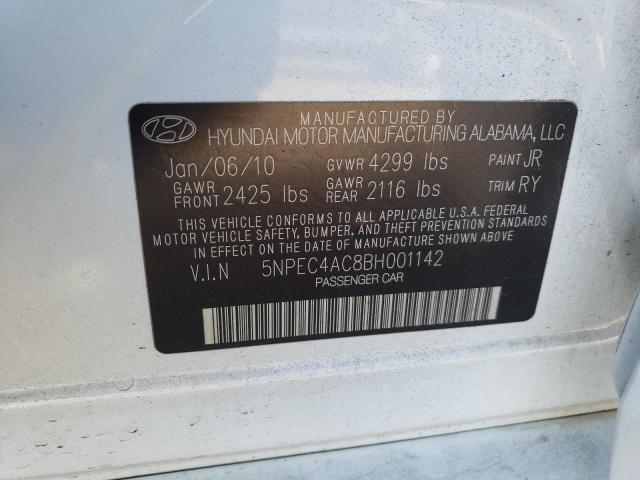 MANUFACTURED BY
HYUNDAI MOTOR MANUFACTURING ALABAMA, LLC
Jan/06/10 GVWR 4299 lbs PAINT JR
GAWR FRONT 2425 lbs GAWR REAR 2116 lbs TRIM RY
THIS VEHICLE CONFORMS TO ALL APPLICABLE U.S.A. FEDERAL
MOTOR VEHICLE SAFETY, BUMPER, AND THEFT PREVENTION STANDARDS
IN EFFECT ON THE DATE OF MANUFACTURE SHOWN ABOVE.
V.I.N 5NPEC4AC8BH001142
PASSENGER CAR